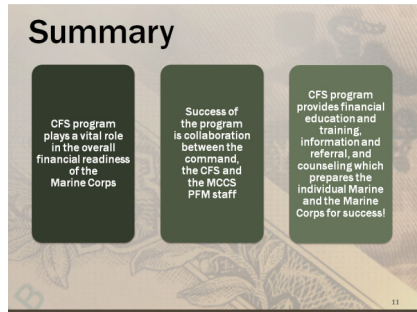 Summary
CFS program
plays a vital role
in the overall
financial readiness
of the
Marine Corps
Success of
the program
is collaboration
between the
command,
the CFS and
the MCCS
PFM staff
CFS program
provides financial
education and
training,
information and
referral, and
counseling which
prepares the
individual Marine
and the Marine
Corps for success!
11